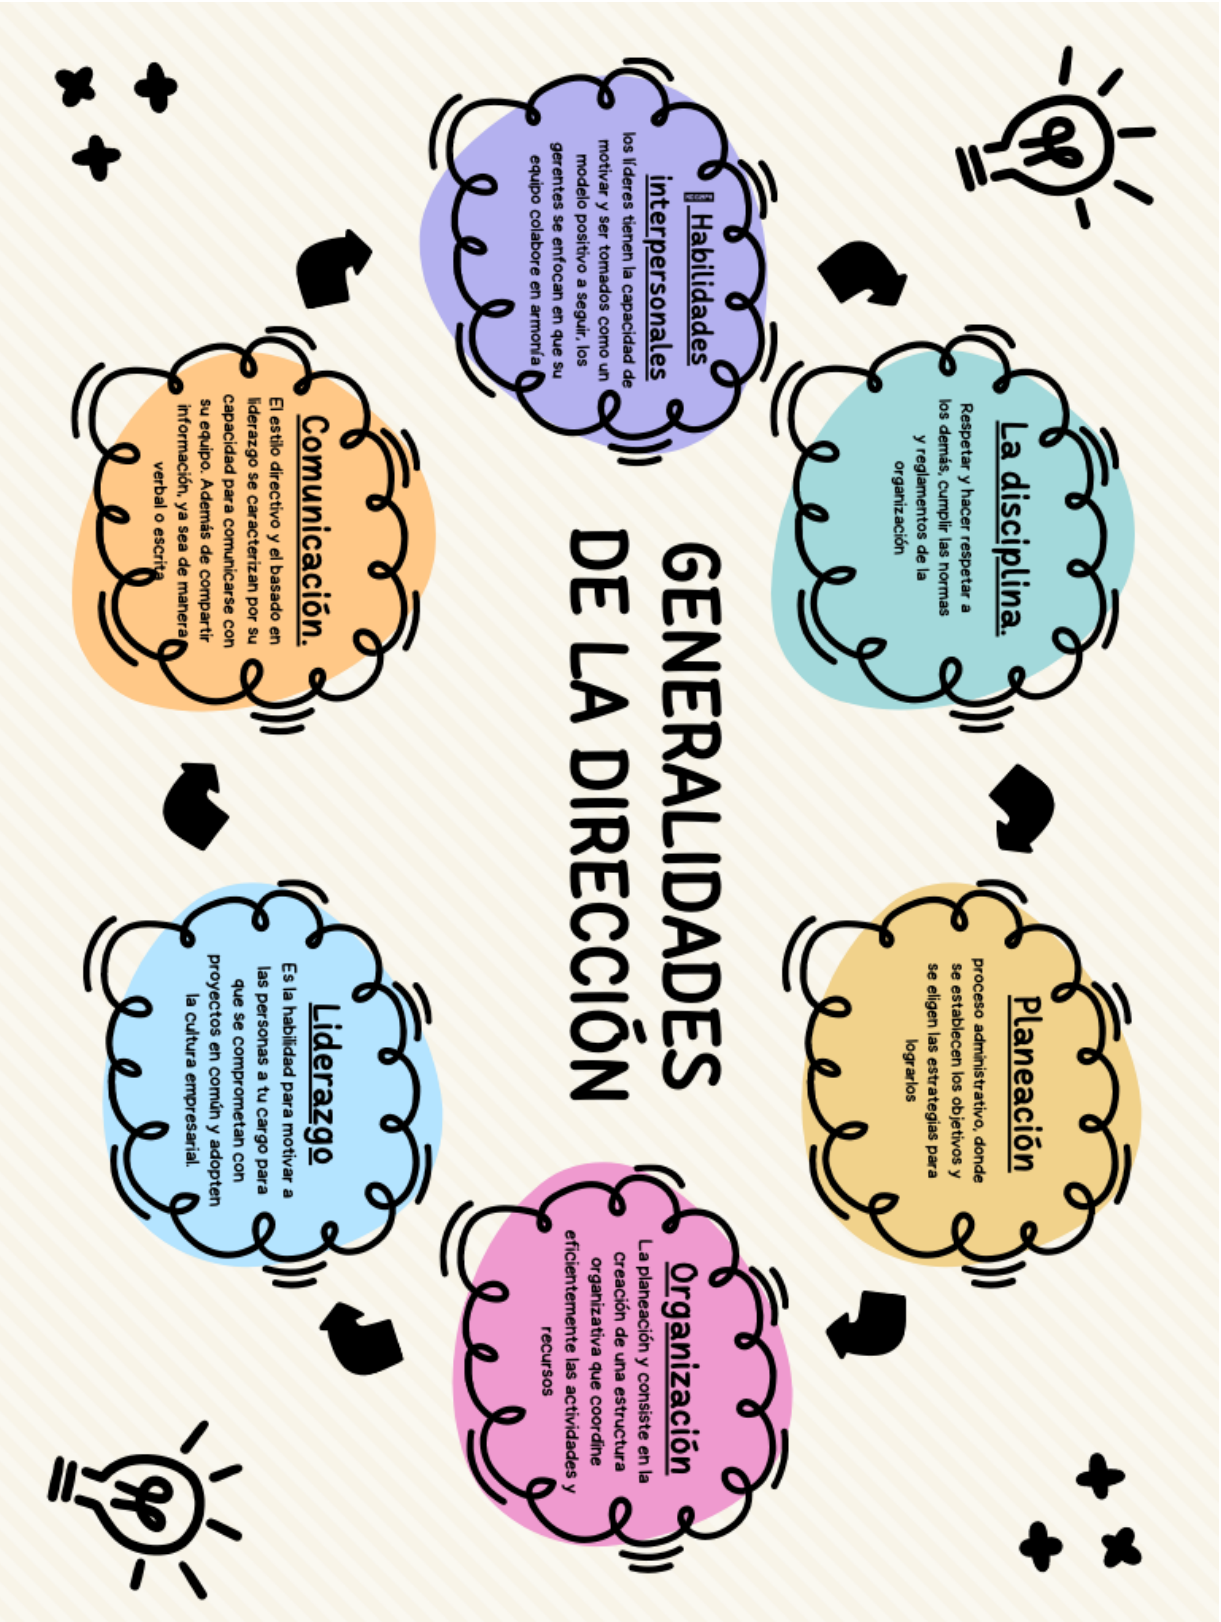 GENERALIDADES
DE LA DIRECCIÓN
La disciplina.
Respetar y hacer respetar a
los demás, cumplir las normas
y reglamentos de la
organización
Planeación
proceso administrativo, donde
se establecen los objetivos y
se eligen las estrategias para
lograrlos
Organización
La planeación y consiste en la
creación de una estructura
organizativa que coordine
eficientemente las actividades y
recursos
Liderazgo
Es la habilidad para motivar a
las personas a tu cargo para
que se comprometan con
proyectos en común y adopten
la cultura empresarial.
Comunicación.
El estilo directivo y el basado en
liderazgo se caracterizan por su
capacidad para comunicarse con
su equipo. Además de compartir
información, ya sea de manera
verbal o escrita
Habilidades
interpersonales
los líderes tienen la capacidad de
motivar y ser tomados como un
modelo positivo a seguir, los
gerentes se enfocan en que su
equipo colabore en armonía